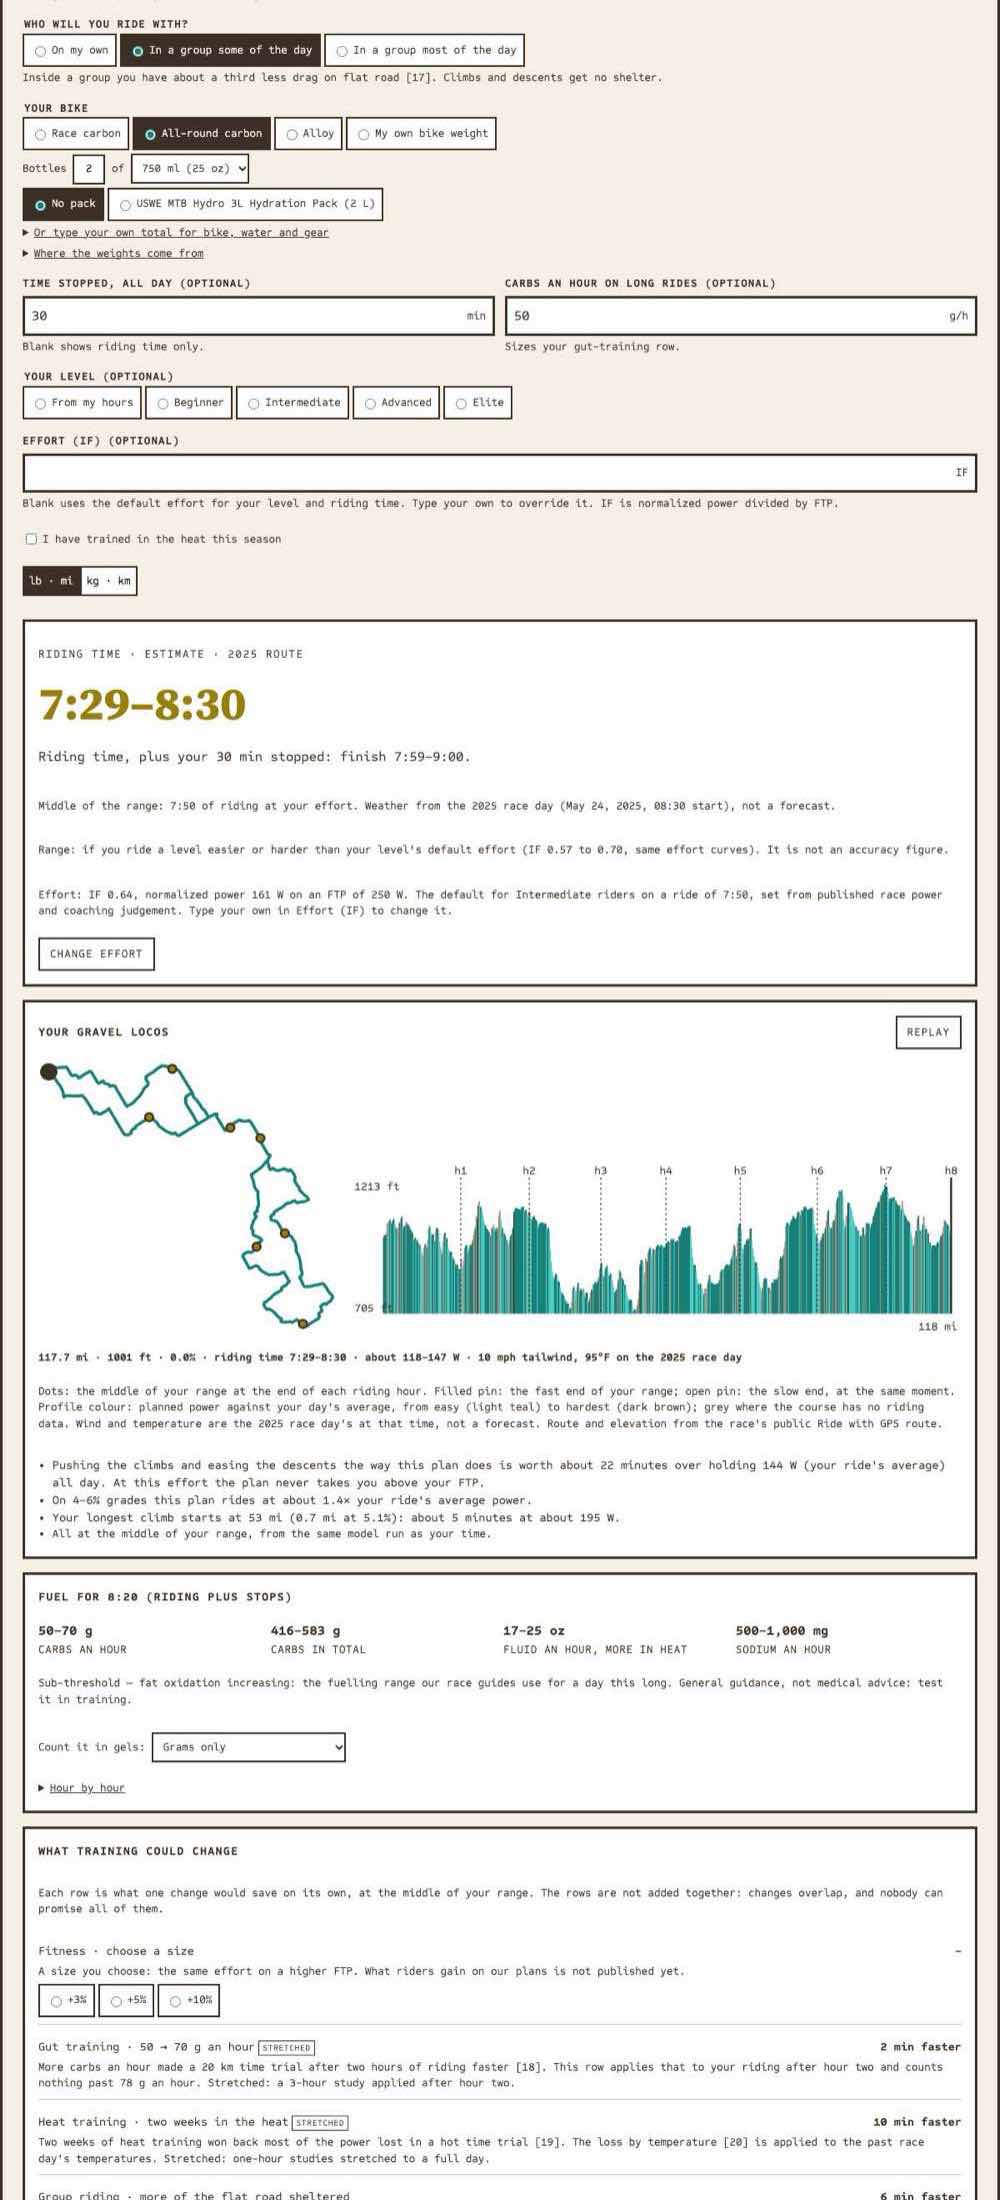 WHO WILL YOU RIDE WITH?
On my own In a group some of the day In a group most of the day
Inside a group you have about a third less drag on flat road [17]. Climbs and descents get no shelter.
YOUR BIKE
Race carbon All-round carbon Alloy My own bike weight
Bottles 2 of 750 ml (25 oz)
No pack USWE MTB Hydro 3L Hydration Pack (2 L)
Or type your own total for bike, water and gear
Where the weights come from
TIME STOPPED, ALL DAY (OPTIONAL) CARBS AN HOUR ON LONG RIDES (OPTIONAL)
30 min 50 g/h
Blank shows riding time only. Sizes your gut-training row.
YOUR LEVEL (OPTIONAL)
From my hours Beginner Intermediate Advanced Elite
EFFORT (IF) (OPTIONAL)
IF
Blank uses the default effort for your level and riding time. Type your own to override it. IF is normalized power divided by FTP.
I have trained in the heat this season
lb · mi kg · km
RIDING TIME · ESTIMATE · 2025 ROUTE
7:29–8:30
Riding time, plus your 30 min stopped: finish 7:59–9:00.
Middle of the range: 7:50 of riding at your effort. Weather from the 2025 race day (May 24, 2025, 08:30 start), not a forecast.
Range: if you ride a level easier or harder than your level's default effort (IF 0.57 to 0.70, same effort curves). It is not an accuracy figure.
Effort: IF 0.64, normalized power 161 W on an FTP of 250 W. The default for Intermediate riders on a ride of 7:50, set from published race power
and coaching judgement. Type your own in Effort (IF) to change it.
CHANGE EFFORT
YOUR GRAVEL LOCOS REPLAY
h1 h2 h3 h4 h5 h6 h7 h8
1213 ft
705 ft
118 mi
117.7 mi · 1001 ft · 0.0% · riding time 7:29–8:30 · about 118–147 W · 10 mph tailwind, 95°F on the 2025 race day
Dots: the middle of your range at the end of each riding hour. Filled pin: the fast end of your range; open pin: the slow end, at the same moment.
Profile colour: planned power against your day's average, from easy (light teal) to hardest (dark brown); grey where the course has no riding
data. Wind and temperature are the 2025 race day's at that time, not a forecast. Route and elevation from the race's public Ride with GPS route.
• Pushing the climbs and easing the descents the way this plan does is worth about 22 minutes over holding 144 W (your ride's average)
all day. At this effort the plan never takes you above your FTP.
• On 4–6% grades this plan rides at about 1.4× your ride's average power.
• Your longest climb starts at 53 mi (0.7 mi at 5.1%): about 5 minutes at about 195 W.
• All at the middle of your range, from the same model run as your time.
FUEL FOR 8:20 (RIDING PLUS STOPS)
50–70 g 416–583 g 17–25 oz 500–1,000 mg
CARBS AN HOUR CARBS IN TOTAL FLUID AN HOUR, MORE IN HEAT SODIUM AN HOUR
Sub-threshold — fat oxidation increasing: the fuelling range our race guides use for a day this long. General guidance, not medical advice: test
it in training.
Count it in gels: Grams only
Hour by hour
WHAT TRAINING COULD CHANGE
Each row is what one change would save on its own, at the middle of your range. The rows are not added together: changes overlap, and nobody can
promise all of them.
Fitness · choose a size –
A size you choose: the same effort on a higher FTP. What riders gain on our plans is not published yet.
+3% +5% +10%
Gut training · 50 → 70 g an hour STRETCHED 2 min faster
More carbs an hour made a 20 km time trial after two hours of riding faster [18]. This row applies that to your riding after hour two and counts
nothing past 78 g an hour. Stretched: a 3-hour study applied after hour two.
Heat training · two weeks in the heat STRETCHED 10 min faster
Two weeks of heat training won back most of the power lost in a hot time trial [19]. The loss by temperature [20] is applied to the past race
day's temperatures. Stretched: one-hour studies stretched to a full day.
Group riding · more of the flat road sheltered 6 min faster